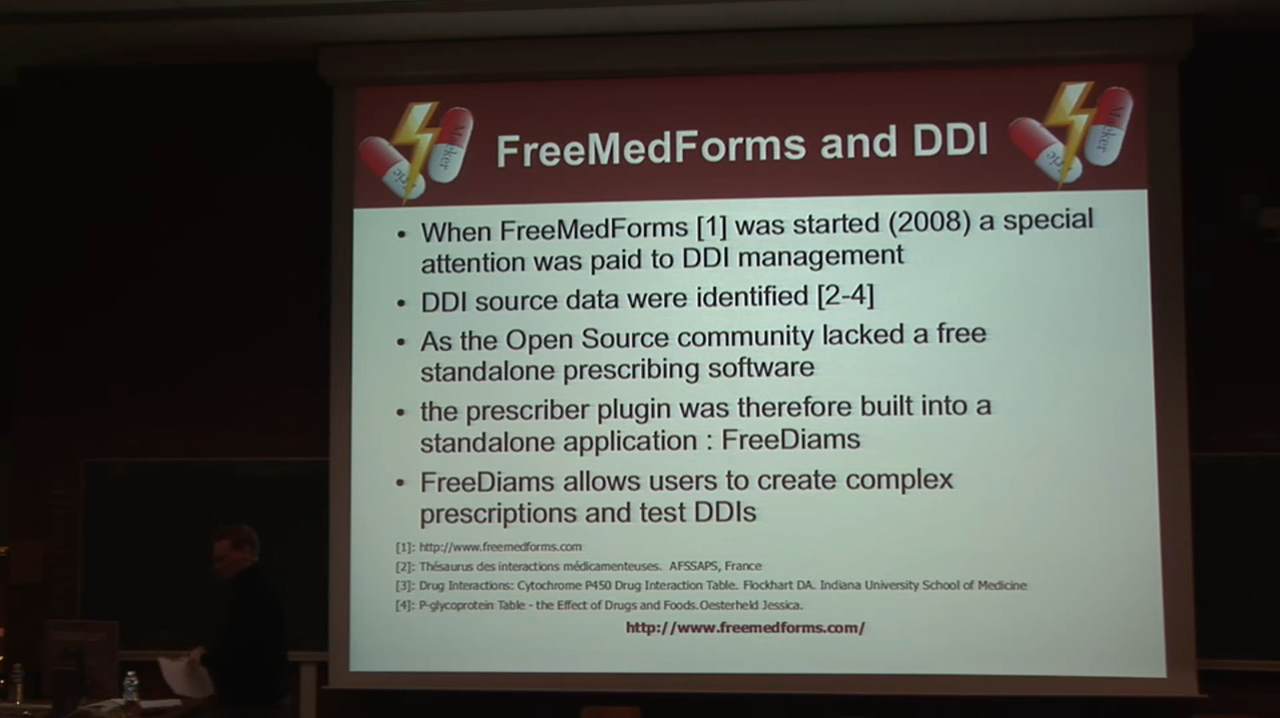 FreeMedForms and DDI
• When FreeMedForms [1] was started (2008) a special
attention was paid to DDI management
• DDI source data were identified [2-4]
• As the Open Source community lacked a free
standalone prescribing software
• the prescriber plugin was therefore built into a
standalone application : FreeDiams
• FreeDiams allows users to create complex
prescriptions and test DDIs
[1]: http://www.freemedforms.com
[2]: Thésaurus des interactions médicamenteuses. AFSSAPS, France
[3]: Drug Interactions: Cytochrome P450 Drug Interaction Table. Flockhart DA. Indiana University School of Medicine
[4]: P-glycoprotein Table - the Effect of Drugs and Foods. Oesterheld Jessica.
http://www.freemedforms.com/